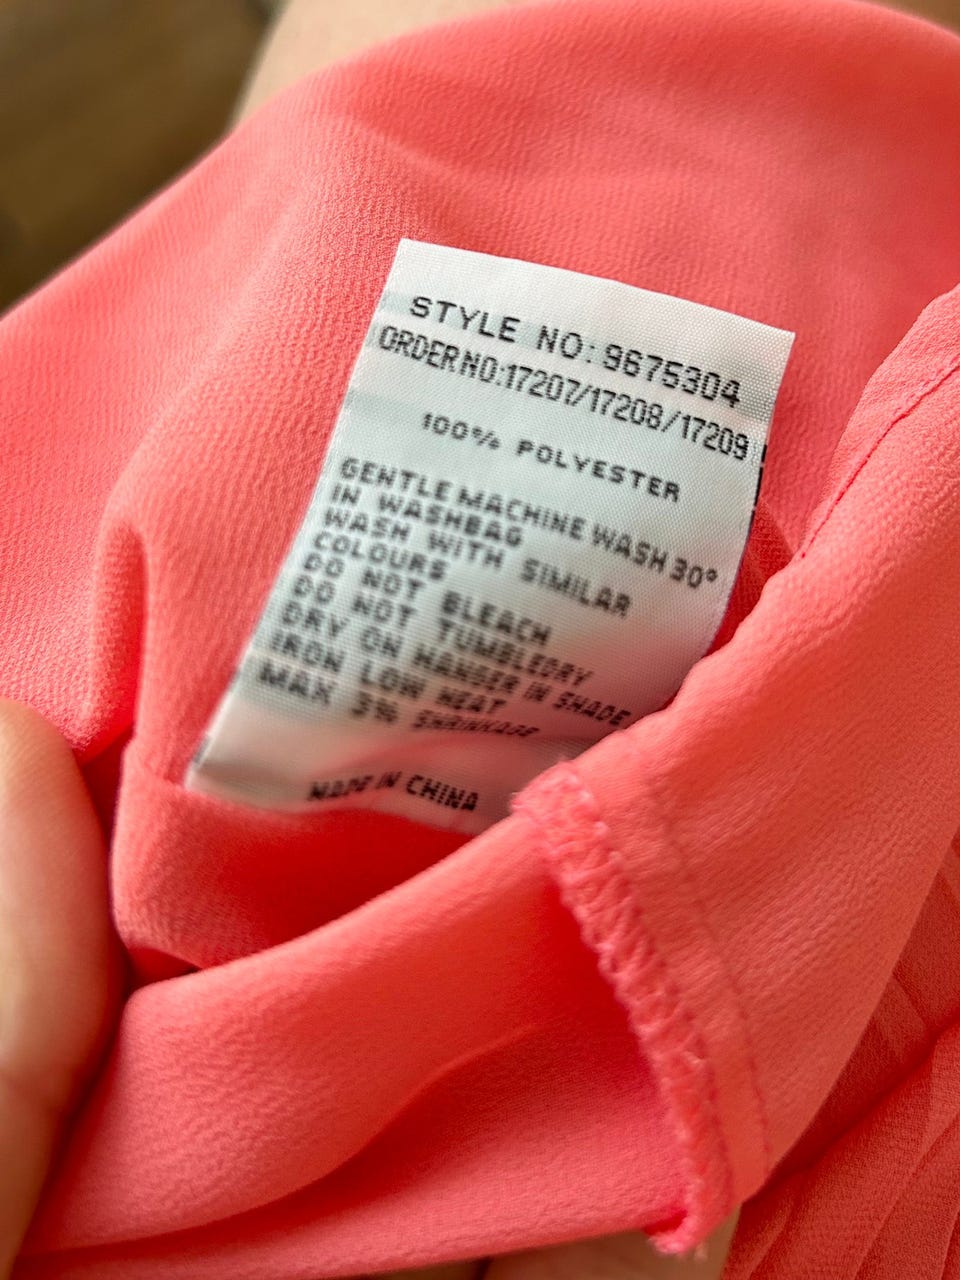 STYLE NO: 9675304
ORDER NO:17207/17208/17209
100% POLYESTER
GENTLE MACHINE WASH 30°
IN WASHBAG
WASH WITH SIMILAR
COLOURS
DO NOT BLEACH
DO NOT TUMBLEDRY
DRY ON HANGER IN SHADE
IRON LOW HEAT
MAX 3% SHRINKAGE
MADE IN CHINA